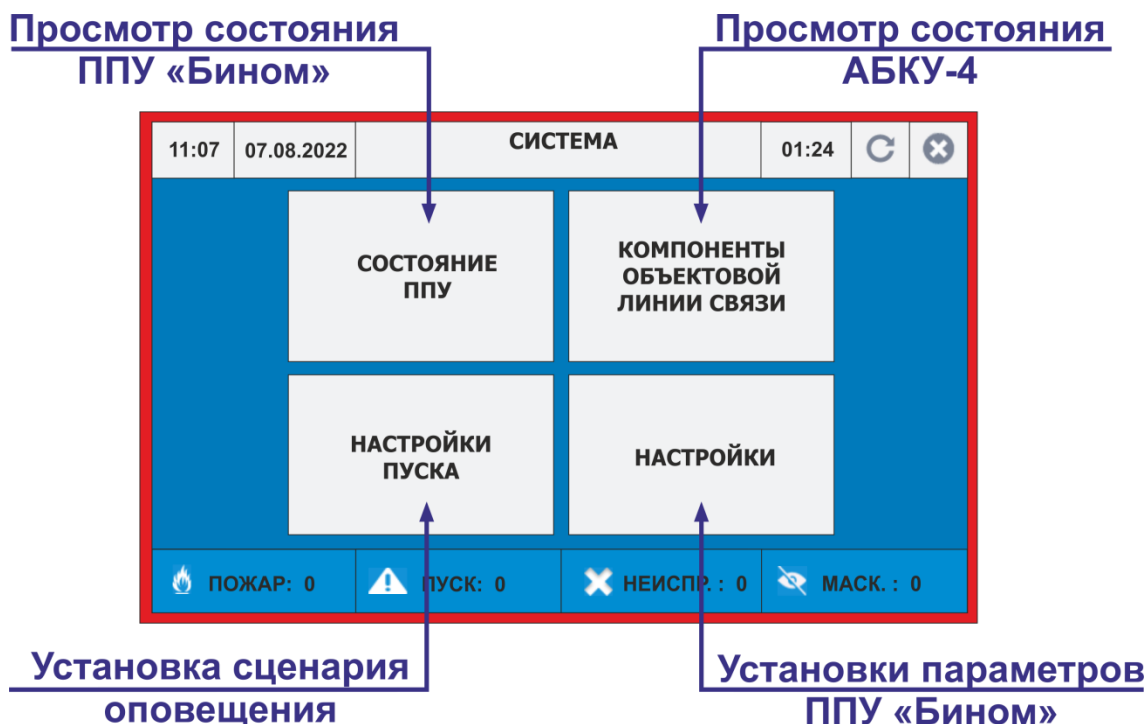 Просмотр состояния
ППУ «Бином»
Просмотр состояния
АБКУ-4
11:07
07.08.2022
СИСТЕМА
01:24
СОСТОЯНИЕ
ППУ
КОМПОНЕНТЫ
ОБЪЕКТОВОЙ
ЛИНИИ СВЯЗИ
НАСТРОЙКИ
ПУСКА
НАСТРОЙКИ
ПОЖАР: 0
ПУСК: 0
НЕИСПР. : 0
МАСК. : 0
Установка сценария
оповещения
Установки параметров
ППУ «Бином»